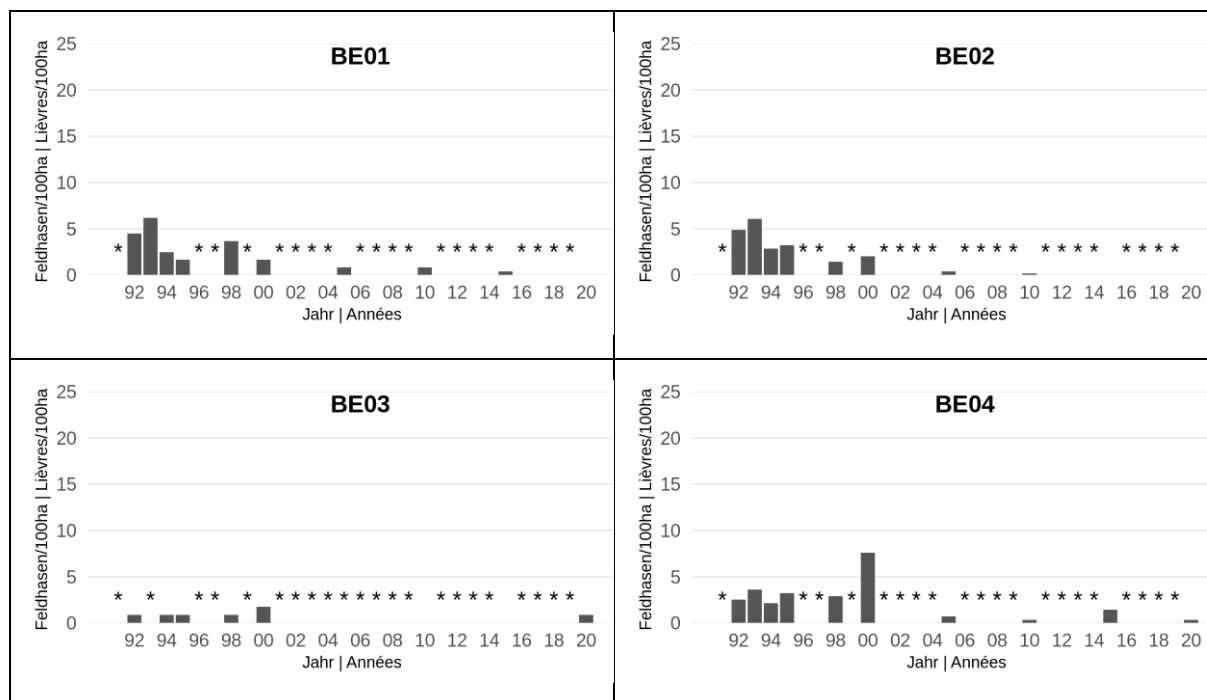 BE01
Feldhasen/100ha | Lièvres/100ha
25
20
15
10
5
0
* * * * * * * * * * * * * * * * * * * *
92 94 96 98 00 02 04 06 08 10 12 14 16 18 20
Jahr | Années
BE02
Feldhasen/100ha | Lièvres/100ha
25
20
15
10
5
0
* * * * * * * * * * * * * * * * * * * *
92 94 96 98 00 02 04 06 08 10 12 14 16 18 20
Jahr | Années
BE03
Feldhasen/100ha | Lièvres/100ha
25
20
15
10
5
0
* * * * * * * * * * * * * * * * * * * * * *
92 94 96 98 00 02 04 06 08 10 12 14 16 18 20
Jahr | Années
BE04
Feldhasen/100ha | Lièvres/100ha
25
20
15
10
5
0
* * * * * * * * * * * * * * * * * * * *
92 94 96 98 00 02 04 06 08 10 12 14 16 18 20
Jahr | Années